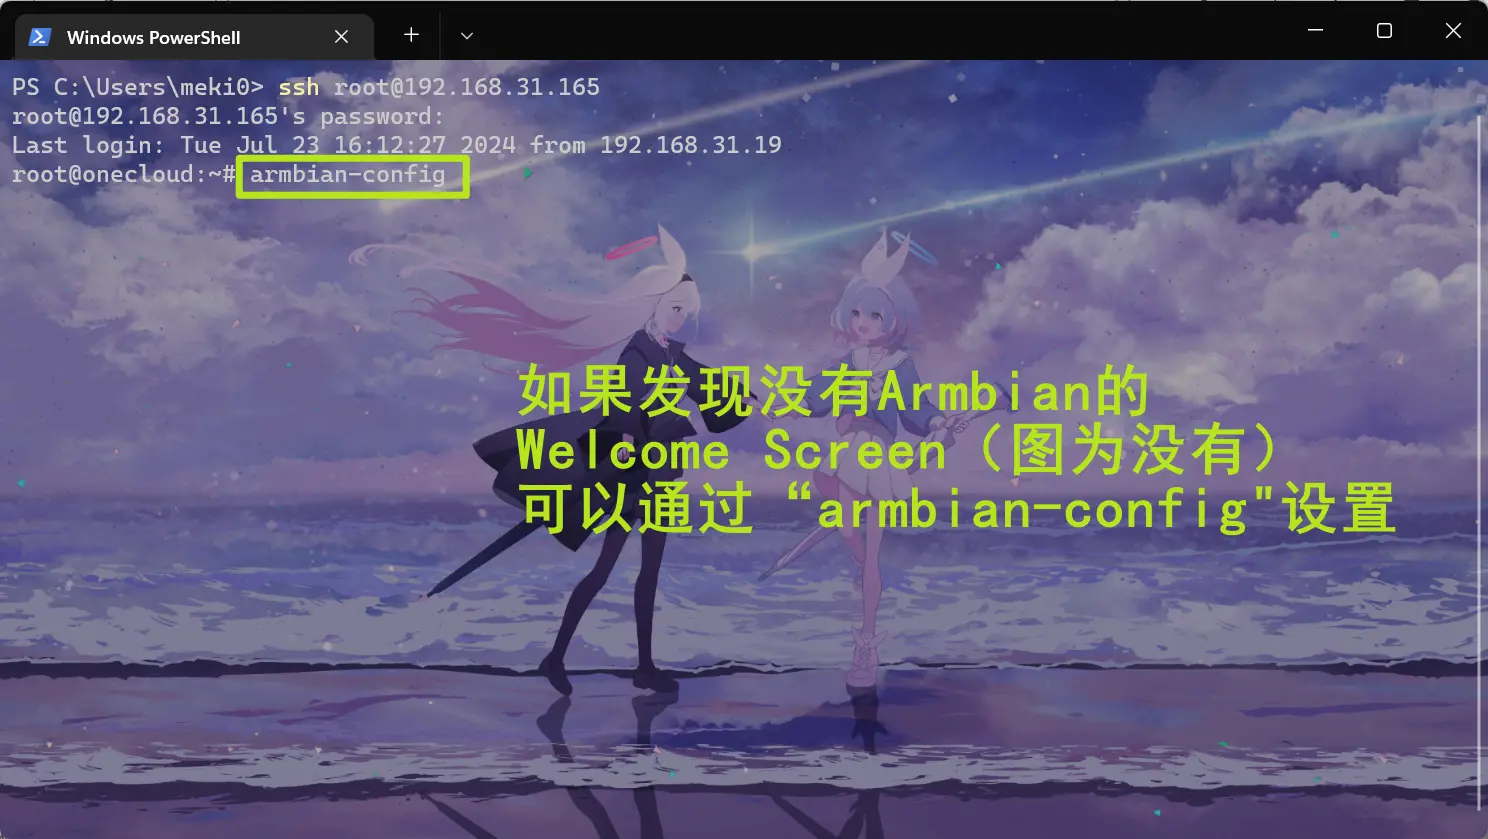 Windows PowerShell
PS C:\Users\meki0> ssh root@192.168.31.165
root@192.168.31.165's password:
Last login: Tue Jul 23 16:12:27 2024 from 192.168.31.19
root@onecloud:~# armbian-config
如果发现没有Armbian的
Welcome Screen（图为没有）
可以通过“armbian-config"设置